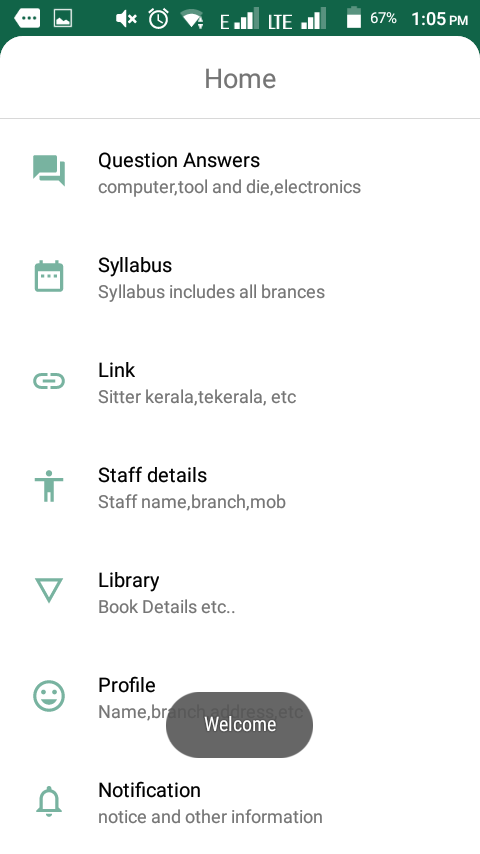 E LTE 67% 1:05 PM
Home
Question Answers
computer,tool and die,electronics
Syllabus
Syllabus includes all brances
Link
Sitter kerala,tekerala, etc
Staff details
Staff name,branch,mob
Library
Book Details etc..
Profile
Name,branch,address,etc
Welcome
Notification
notice and other information